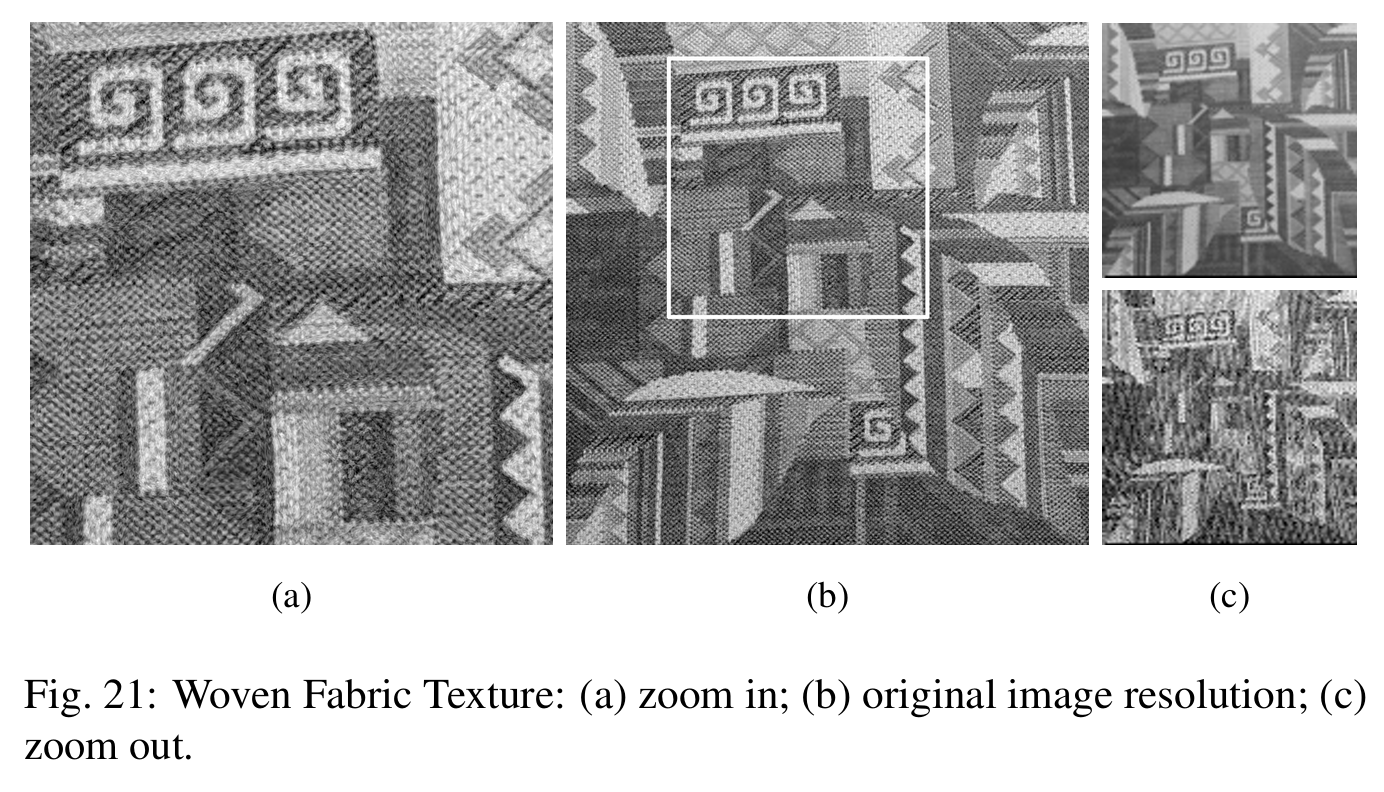 (a) (b) (c)
Fig. 21: Woven Fabric Texture: (a) zoom in; (b) original image resolution; (c)
zoom out.